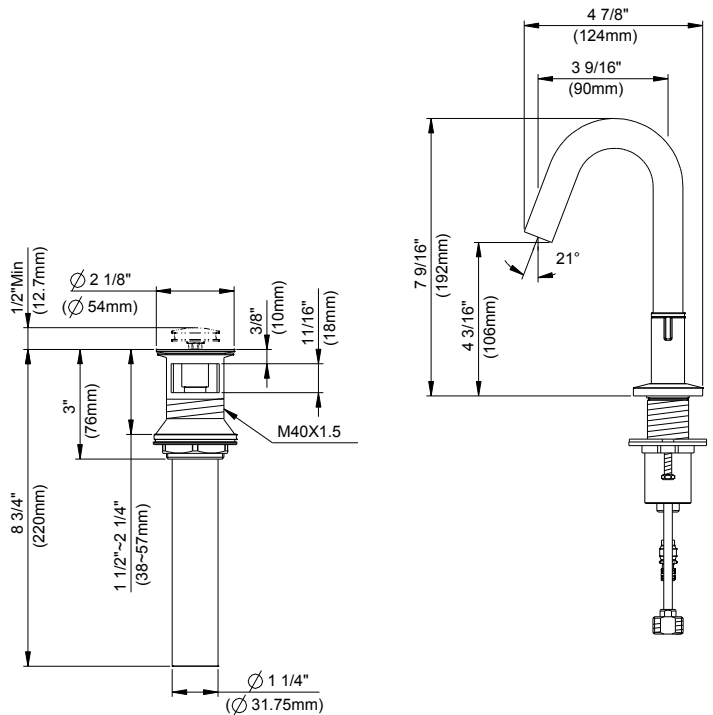 4 7/8"
(124mm)
3 9/16"
(90mm)
7 9/16"
(192mm)
4 3/16"
(106mm)
21°
1/2"Min
(12.7mm)
∅ 2 1/8"
(∅ 54mm)
3/8"
(10mm)
11/16"
(18mm)
3"
(76mm)
M40X1.5
8 3/4"
(220mm)
1 1/2"~2 1/4"
(38~57mm)
∅ 1 1/4"
(∅ 31.75mm)